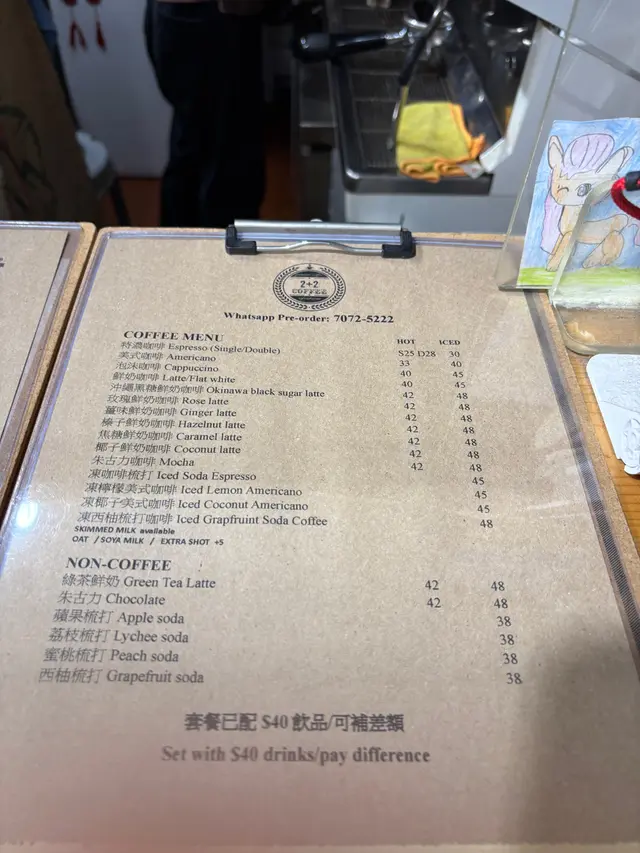 2+2
COFFEE
Whatsapp Pre-order: 7072-5222
COFFEE MENU HOT ICED
特濃咖啡 Espresso (Single/Double) S25 D28 30
美式咖啡 Americano 33 40
泡沫咖啡 Cappuccino 40 45
鮮奶咖啡 Latte/Flat white 40 45
沖繩黑糖鮮奶咖啡 Okinawa black sugar latte 42 48
玫瑰鮮奶咖啡 Rose latte 42 48
薑味鮮奶咖啡 Ginger latte 42 48
榛子鮮奶咖啡 Hazelnut latte 42 48
焦糖鮮奶咖啡 Caramel latte 42 48
椰子鮮奶咖啡 Coconut latte 42 48
朱古力咖啡 Mocha 42 48
凍咖啡梳打 Iced Soda Espresso 45
凍檸檬美式咖啡 Iced Lemon Americano 45
凍椰子美式咖啡 Iced Coconut Americano 45
凍西柚梳打咖啡 Iced Grapfruint Soda Coffee 48
SKIMMED MILK available
OAT / SOYA MILK / EXTRA SHOT +5
NON-COFFEE
綠茶鮮奶 Green Tea Latte 42 48
朱古力 Chocolate 42 48
蘋果梳打 Apple soda 38
荔枝梳打 Lychee soda 38
蜜桃梳打 Peach soda 38
西柚梳打 Grapefruit soda 38
套餐已配 $40 飲品/可補差額
Set with $40 drinks/pay difference